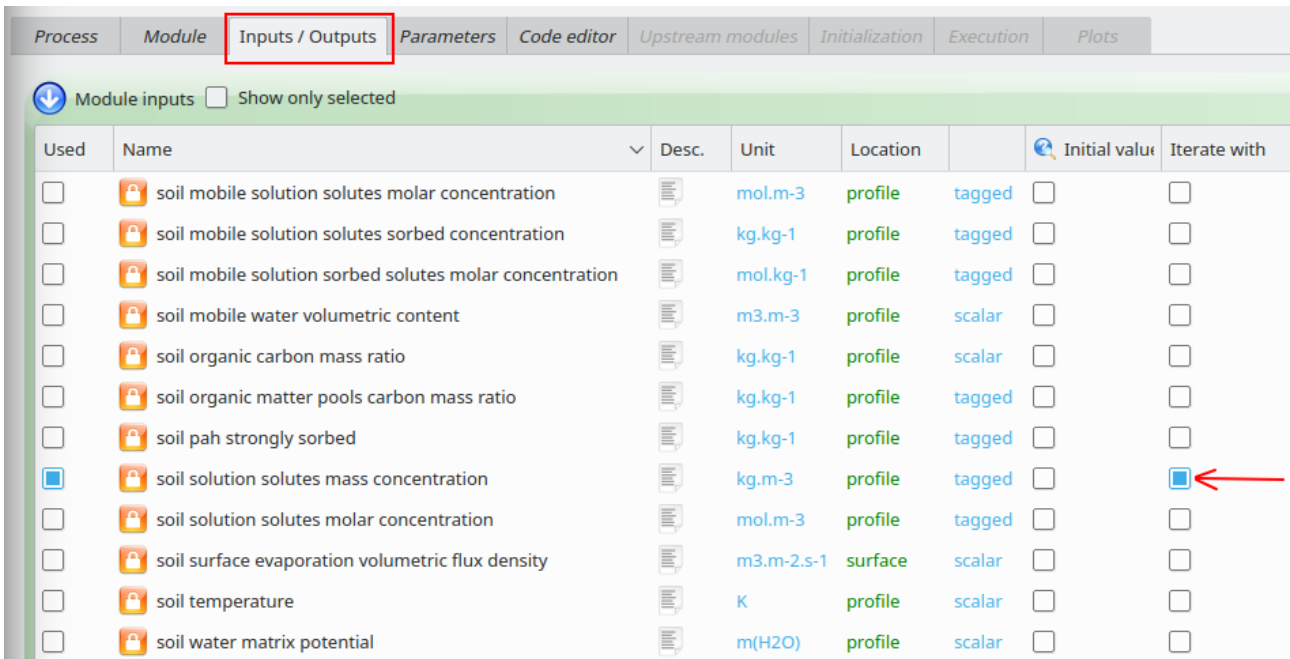 Process Module Inputs / Outputs Parameters Code editor Upstream modules Initialization Execution Plots
Module inputs Show only selected
Used Name Desc. Unit Location Initial value Iterate with
soil mobile solution solutes molar concentration mol.m-3 profile tagged
soil mobile solution solutes sorbed concentration kg.kg-1 profile tagged
soil mobile solution sorbed solutes molar concentration mol.kg-1 profile tagged
soil mobile water volumetric content m3.m-3 profile scalar
soil organic carbon mass ratio kg.kg-1 profile scalar
soil organic matter pools carbon mass ratio kg.kg-1 profile tagged
soil pah strongly sorbed kg.kg-1 profile tagged
soil solution solutes mass concentration kg.m-3 profile tagged
soil solution solutes molar concentration mol.m-3 profile tagged
soil surface evaporation volumetric flux density m3.m-2.s-1 surface scalar
soil temperature K profile scalar
soil water matrix potential m(H2O) profile scalar